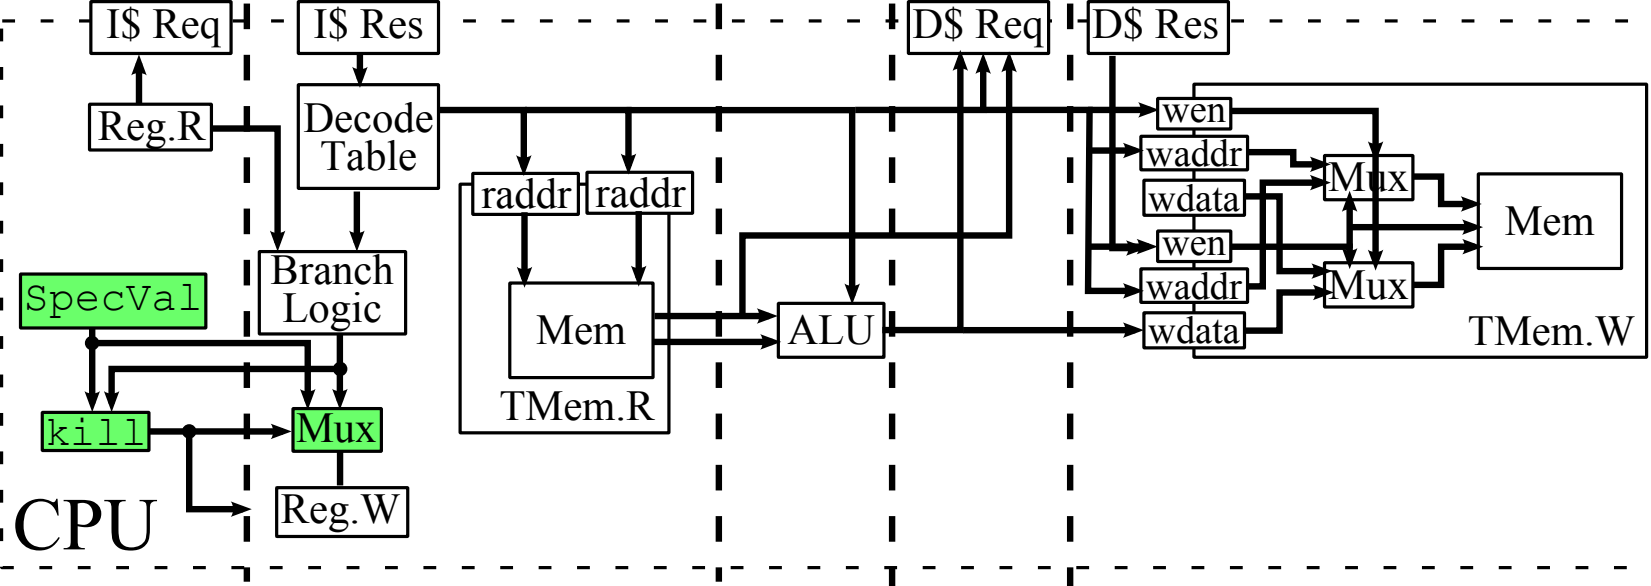 I$ Req
I$ Res
D$ Req
D$ Res
Reg.R
Decode
Table
wen
waddr
wdata
wen
waddr
wdata
Mux
Mux
Mem
TMem.W
raddr
raddr
Mem
TMem.R
ALU
Branch
Logic
SpecVal
kill
Mux
Reg.W
CPU